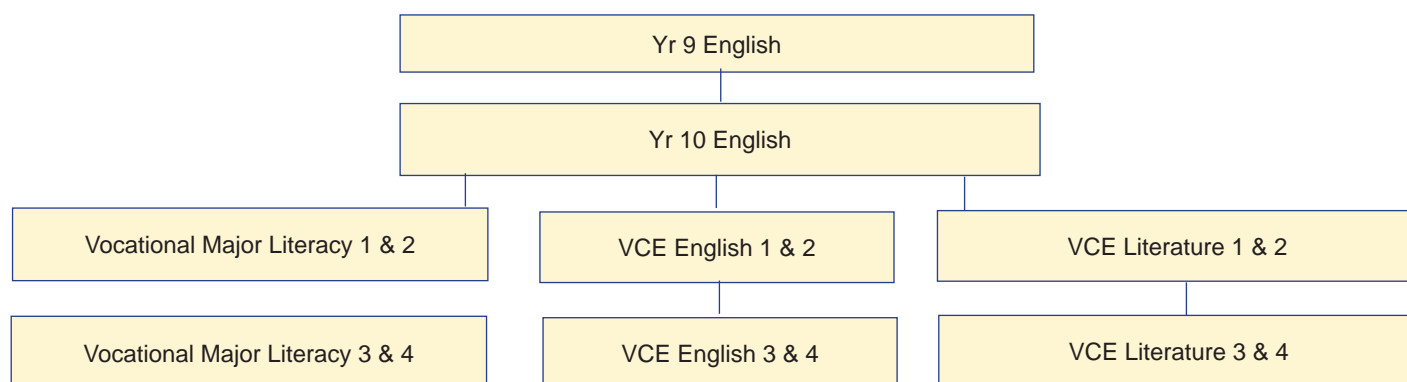 Yr 9 English
Yr 10 English
Vocational Major Literacy 1 & 2
VCE English 1 & 2
VCE Literature 1 & 2
Vocational Major Literacy 3 & 4
VCE English 3 & 4
VCE Literature 3 & 4